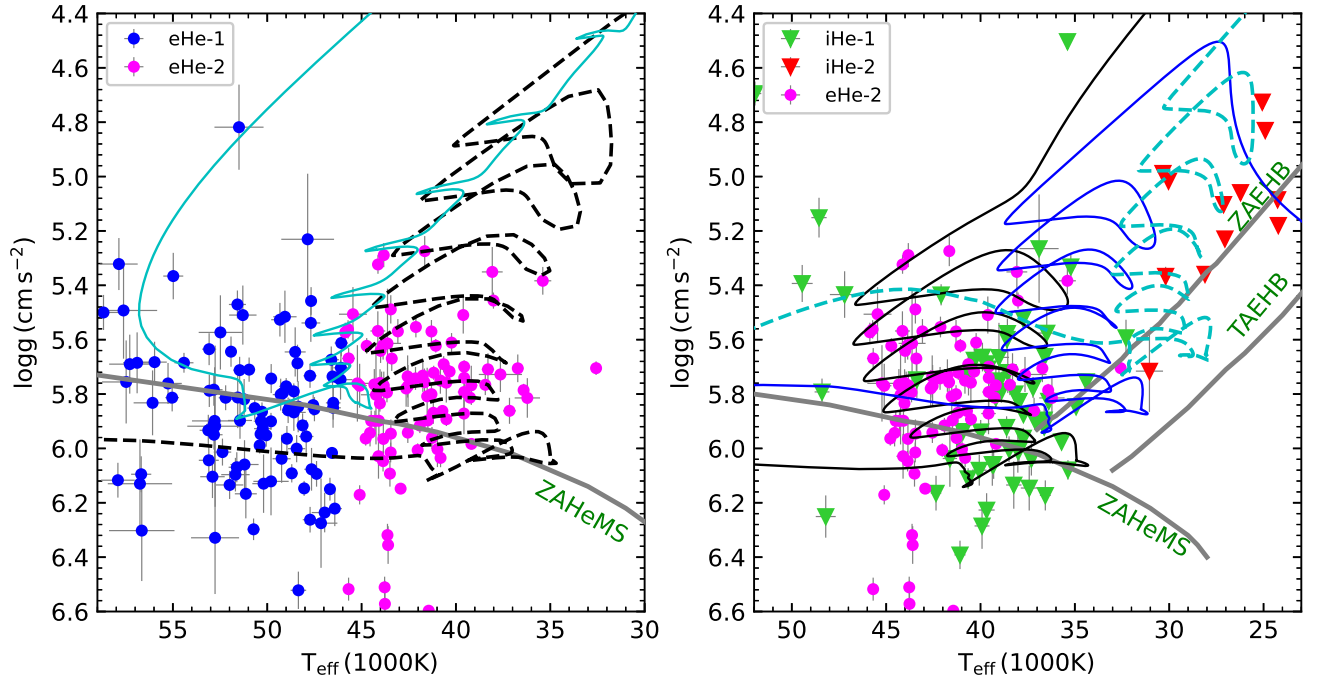 4.4
4.6
4.8
5.0
5.2
5.4
5.6
5.8
6.0
6.2
6.4
6.6
logg (cm s⁻²)
eHe-1
eHe-2
ZAHeMS
55 50 45 40 35 30
T_eff (1000K)
4.4
4.6
4.8
5.0
5.2
5.4
5.6
5.8
6.0
6.2
6.4
6.6
logg (cm s⁻²)
iHe-1
iHe-2
eHe-2
ZAEHB
TAEHB
ZAHeMS
50 45 40 35 30 25
T_eff (1000K)